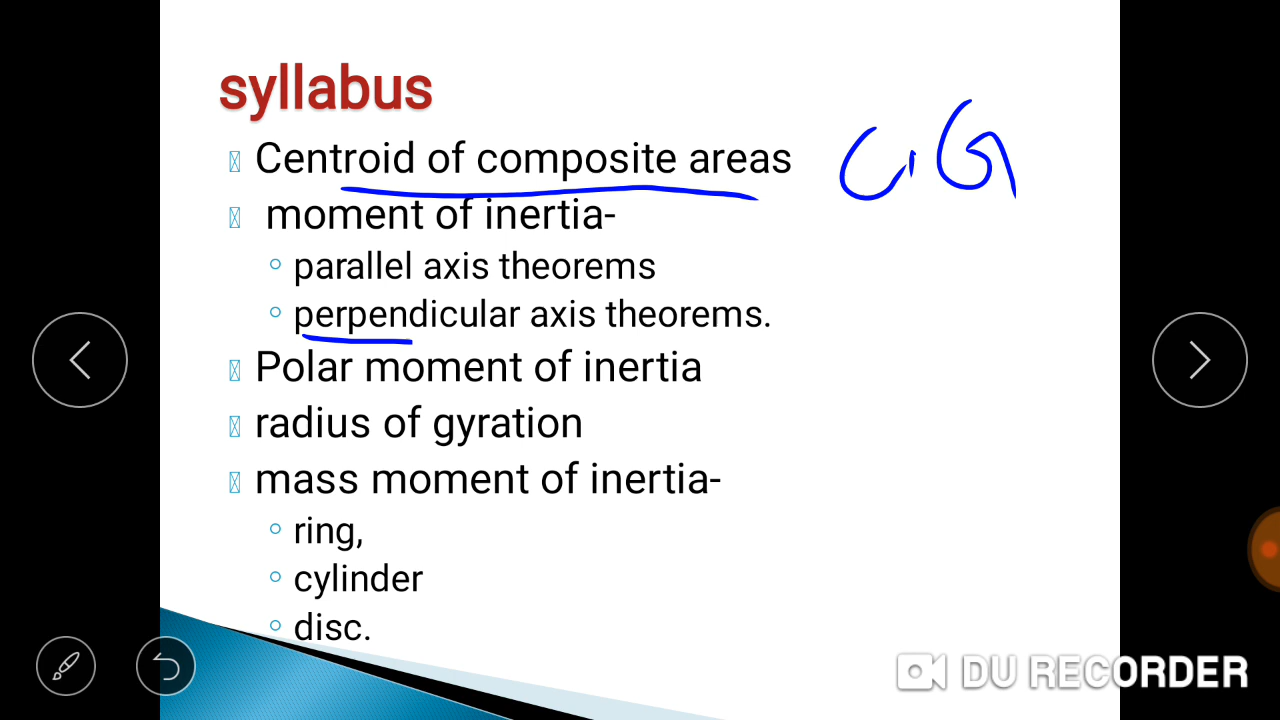 syllabus
Centroid of composite areas C.G
moment of inertia-
parallel axis theorems
perpendicular axis theorems.
Polar moment of inertia
radius of gyration
mass moment of inertia-
ring,
cylinder
disc.
DU RECORDER